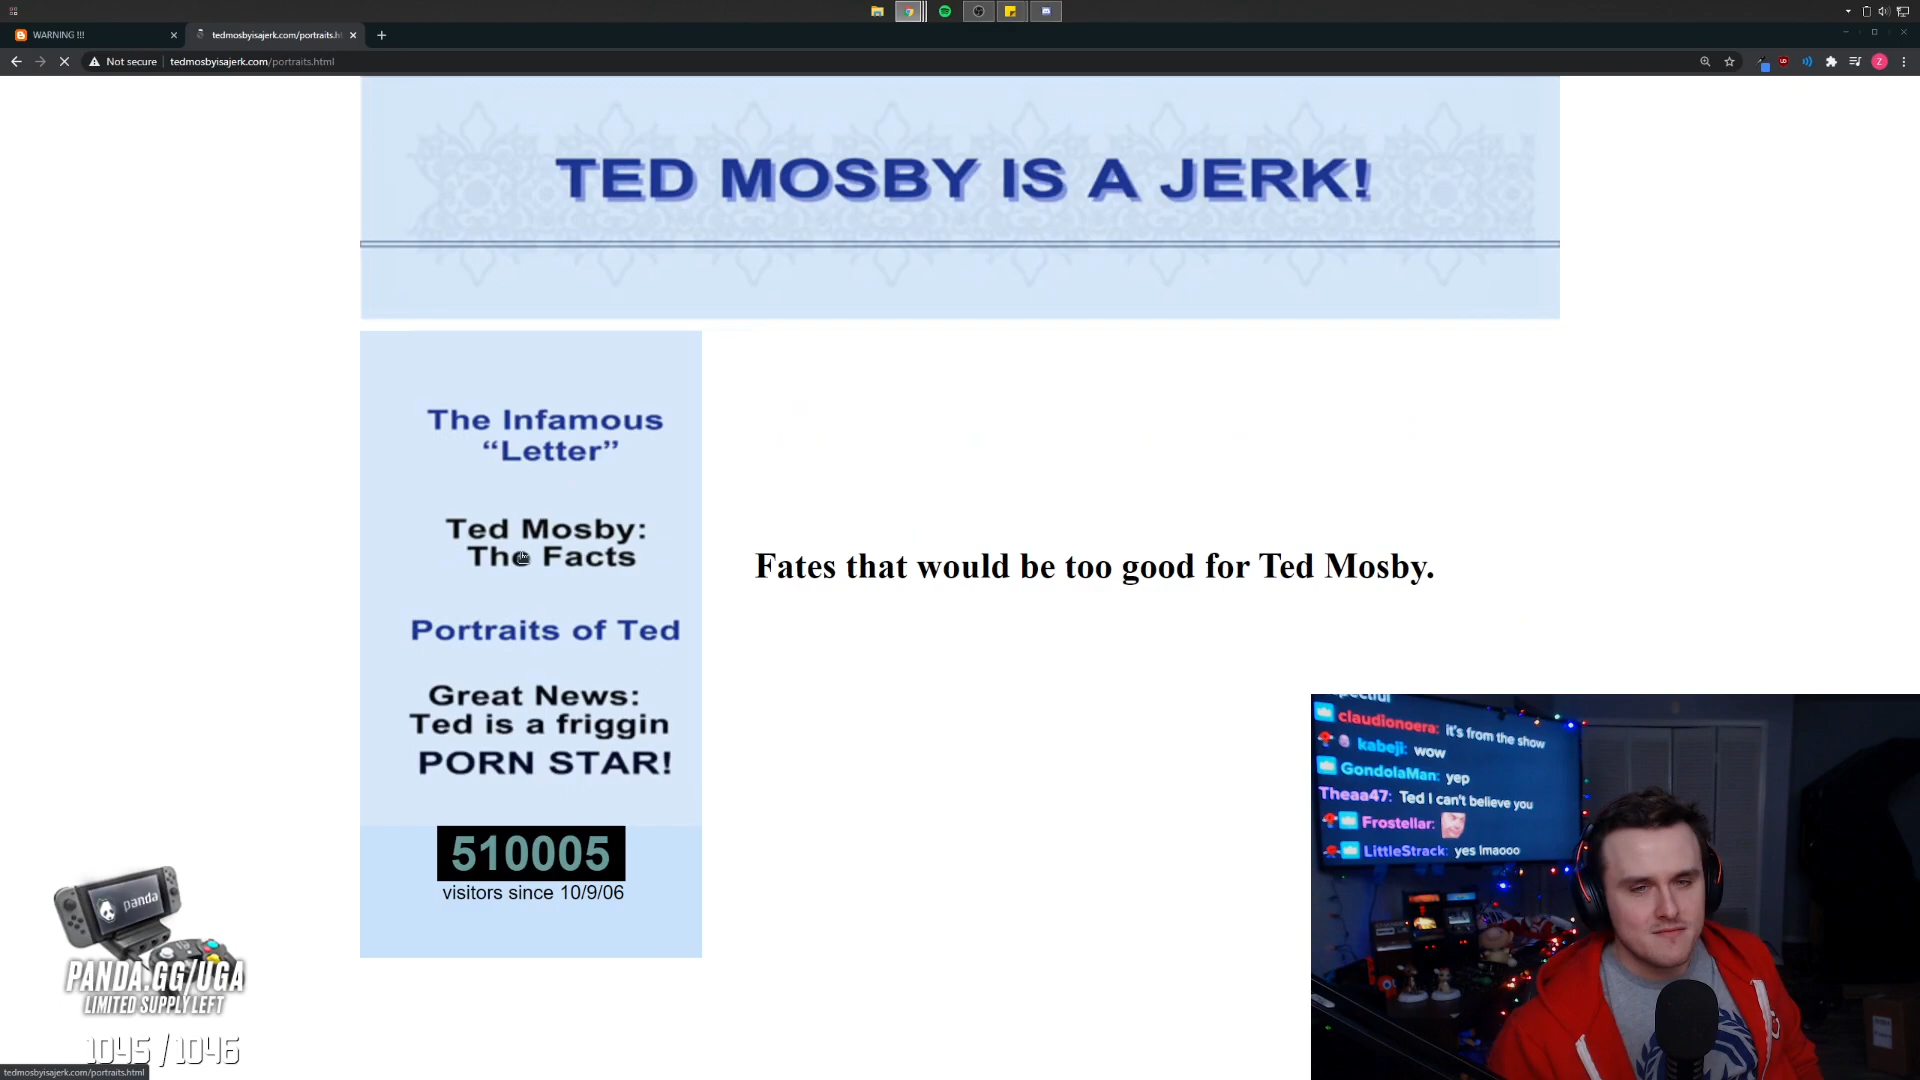 WARNING !!!
tedmosbyisajerk.com/portraits.h
Not secure
tedmosbyisajerk.com/portraits.html
Z
TED MOSBY IS A JERK!
The Infamous
“Letter”
Ted Mosby:
The Facts
Portraits of Ted
Great News:
Ted is a friggin
PORN STAR!
510005
visitors since 10/9/06
Fates that would be too good for Ted Mosby.
claudionoera: it's from the show
kabeji: wow
GondolaMan: yep
Theaa47: Ted I can't believe you
Frostellar:
LittleStrack: yes lmaooo
panda
PANDA.GG/UGA
LIMITED SUPPLY LEFT
1045 / 1046
tedmosbyisajerk.com/portraits.html